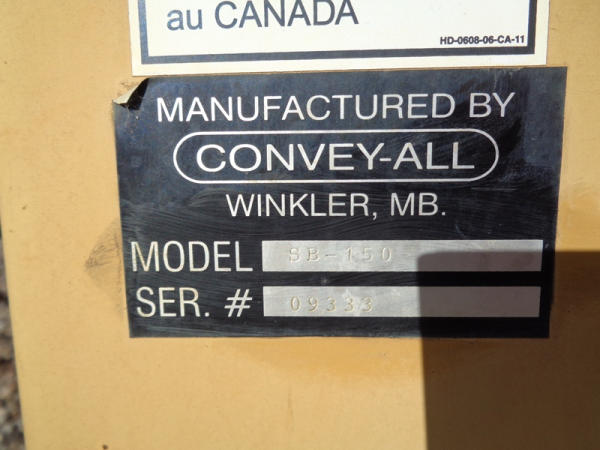 au CANADA
HD-0608-06-CA-11
MANUFACTURED BY
CONVEY-ALL
WINKLER, MB.
MODEL SB-150
SER. # 09333